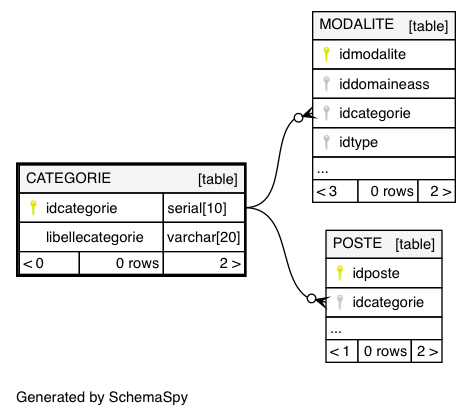 MODALITE [table]
idmodalite
iddomaineass
idcategorie
idtype
...
< 3 0 rows 2 >
CATEGORIE [table]
idcategorie serial[10]
libellecategorie varchar[20]
< 0 0 rows 2 >
POSTE [table]
idposte
idcategorie
...
< 1 0 rows 2 >
Generated by SchemaSpy